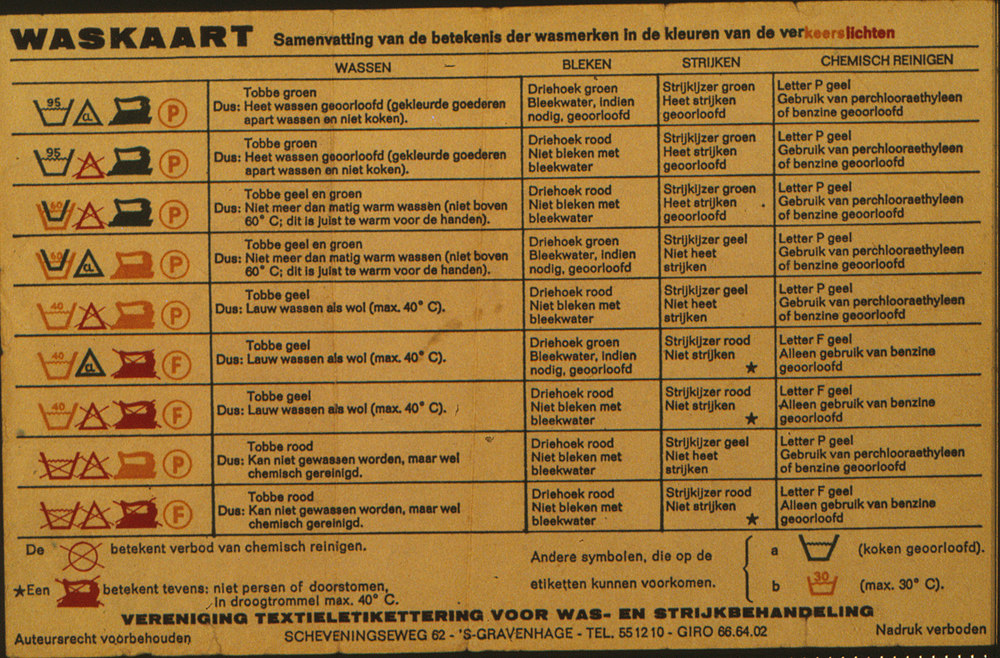 WASKAART Samenvatting van de betekenis der wasmerken in de kleuren van de verkeerslichten
WASSEN BLEKEN STRIJKEN CHEMISCH REINIGEN
95 a P
Tobbe groen
Dus: Heet wassen geoorloofd (gekleurde goederen
apart wassen en niet koken).
Driehoek groen
Bleekwater, indien
nodig, geoorloofd
Strijkijzer groen
Heet strijken
geoorloofd
Letter P geel
Gebruik van perchlooraethyleen
of benzine geoorloofd
95 P
Tobbe groen
Dus: Heet wassen geoorloofd (gekleurde goederen
apart wassen en niet koken).
Driehoek rood
Niet bleken met
bleekwater
Strijkijzer groen
Heet strijken
geoorloofd
Letter P geel
Gebruik van perchlooraethyleen
of benzine geoorloofd
60 P
Tobbe geel en groen
Dus: Niet meer dan matig warm wassen (niet boven
60° C; dit is juist te warm voor de handen).
Driehoek rood
Niet bleken met
bleekwater
Strijkijzer groen
Heet strijken
geoorloofd
Letter P geel
Gebruik van perchlooraethyleen
of benzine geoorloofd
60 a P
Tobbe geel en groen
Dus: Niet meer dan matig warm wassen (niet boven
60° C; dit is juist te warm voor de handen).
Driehoek groen
Bleekwater, indien
nodig, geoorloofd
Strijkijzer geel
Niet heet
strijken
Letter P geel
Gebruik van perchlooraethyleen
of benzine geoorloofd
40 P
Tobbe geel
Dus: Lauw wassen als wol (max. 40° C).
Driehoek rood
Niet bleken met
bleekwater
Strijkijzer geel
Niet heet
strijken
Letter P geel
Gebruik van perchlooraethyleen
of benzine geoorloofd
40 a F
Tobbe geel
Dus: Lauw wassen als wol (max. 40° C).
Driehoek groen
Bleekwater, indien
nodig, geoorloofd
Strijkijzer rood
Niet strijken
★
Letter F geel
Alleen gebruik van benzine
geoorloofd
40 F
Tobbe geel
Dus: Lauw wassen als wol (max. 40° C).
Driehoek rood
Niet bleken met
bleekwater
Strijkijzer rood
Niet strijken
★
Letter F geel
Alleen gebruik van benzine
geoorloofd
P
Tobbe rood
Dus: Kan niet gewassen worden, maar wel
chemisch gereinigd.
Driehoek rood
Niet bleken met
bleekwater
Strijkijzer geel
Niet heet
strijken
Letter P geel
Gebruik van perchlooraethyleen
of benzine geoorloofd
F
Tobbe rood
Dus: Kan niet gewassen worden, maar wel
chemisch gereinigd.
Driehoek rood
Niet bleken met
bleekwater
Strijkijzer rood
Niet strijken
★
Letter F geel
Alleen gebruik van benzine
geoorloofd
De betekent verbod van chemisch reinigen.
★Een betekent tevens: niet persen of doorstomen,
In droogtrommel max. 40° C.
Andere symbolen, die op de
etiketten kunnen voorkomen.
a (koken geoorloofd).
b 30 (max. 30° C).
VERENIGING TEXTIELETIKETTERING VOOR WAS- EN STRIJKBEHANDELING
Auteursrecht voorbehouden SCHEVENINGSEWEG 62 - 'S-GRAVENHAGE - TEL. 551210 - GIRO 66.64.02 Nadruk verboden